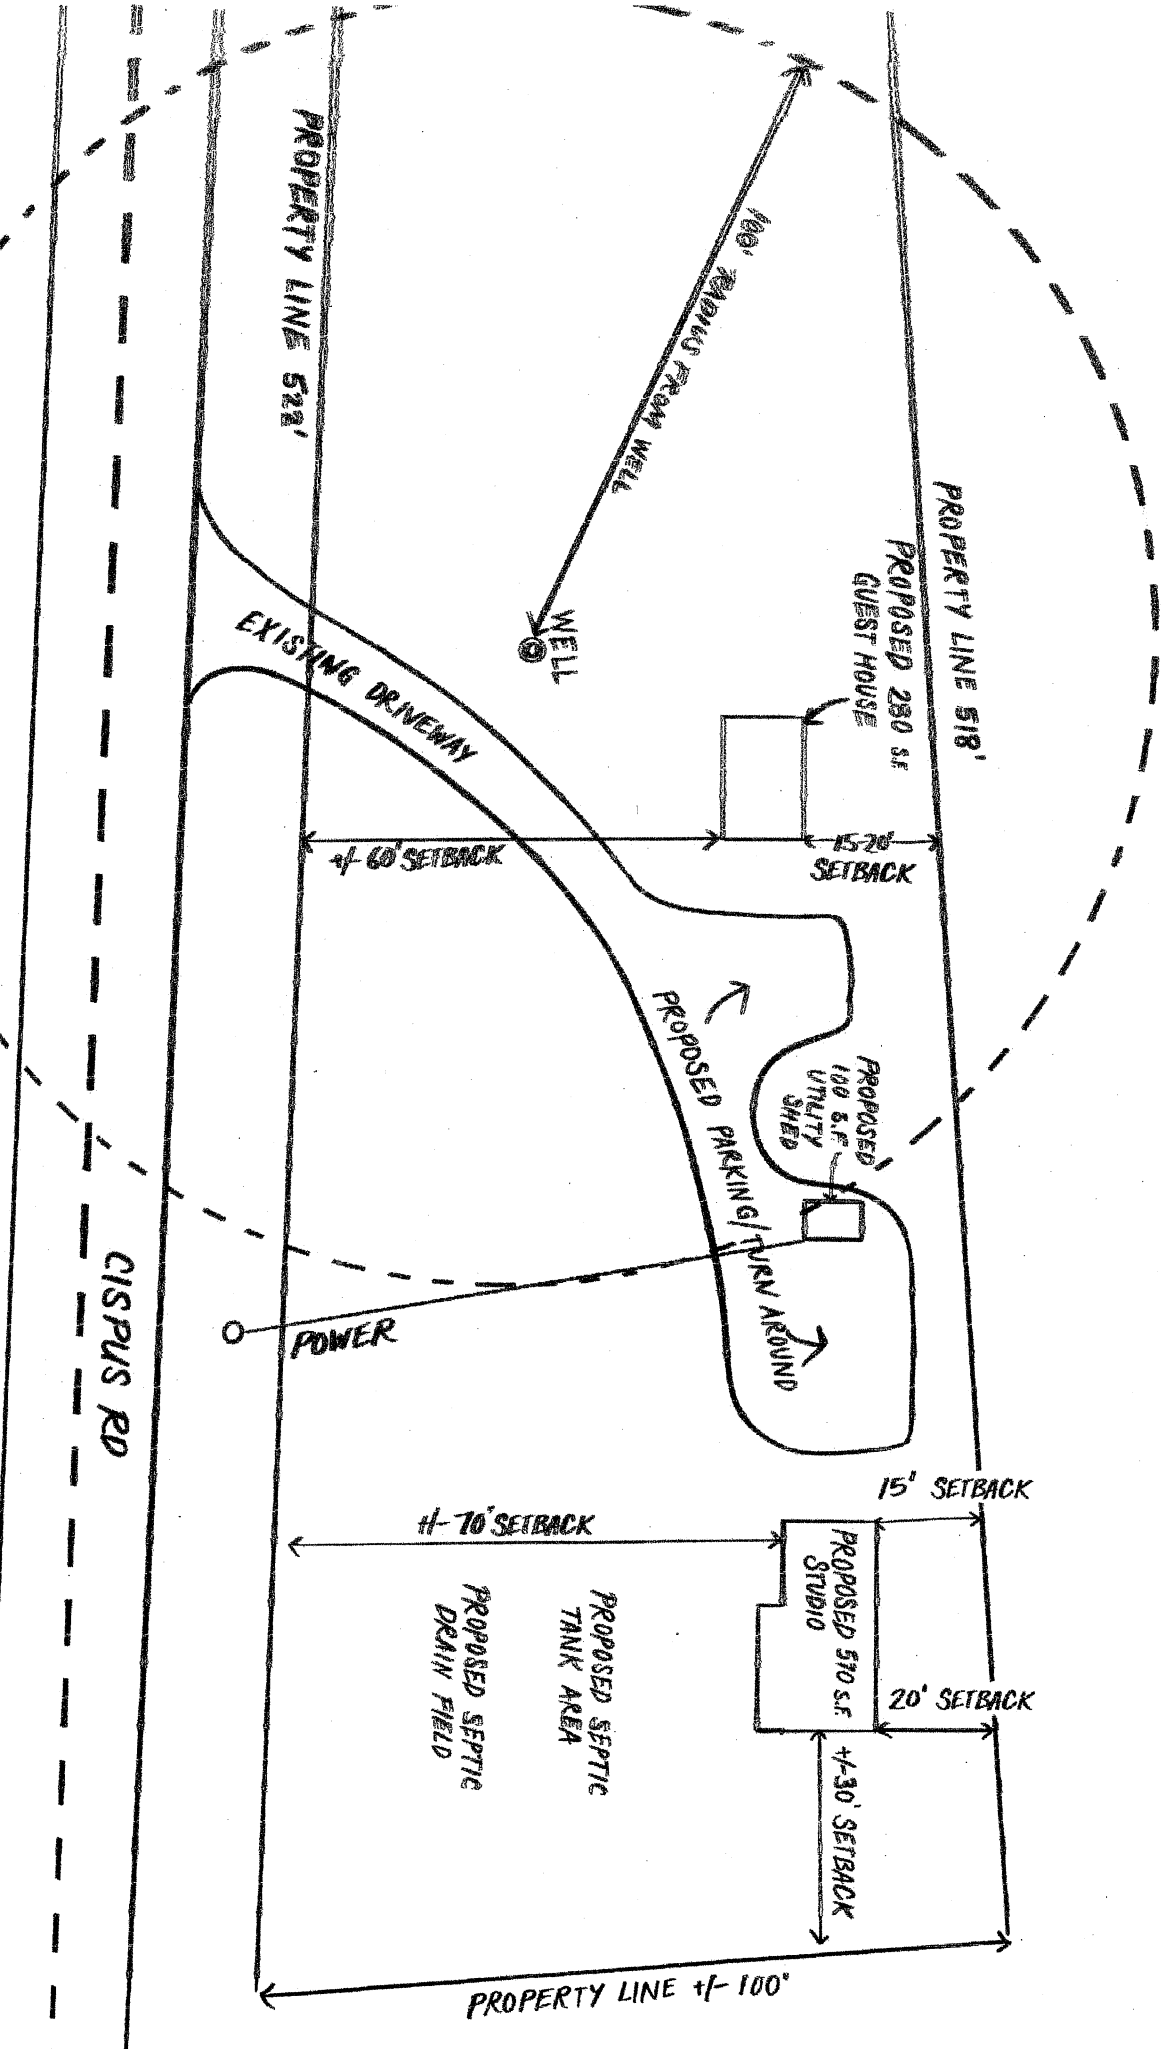 PROPERTY LINE 522'
100' RADIUS FROM WELL
PROPERTY LINE 518'
PROPOSED 280 S.F.
GUEST HOUSE
WELL
EXISTING DRIVEWAY
+/- 60' SETBACK
15-20'
SETBACK
PROPOSED PARKING/TURN AROUND
PROPOSED
100 S.F
UTILITY
SHED
CISPUS RD
POWER
15' SETBACK
+/- 70' SETBACK
PROPOSED 570 S.F.
STUDIO
PROPOSED SEPTIC
TANK AREA
PROPOSED SEPTIC
DRAIN FIELD
20' SETBACK
+/-30' SETBACK
PROPERTY LINE +/- 100'